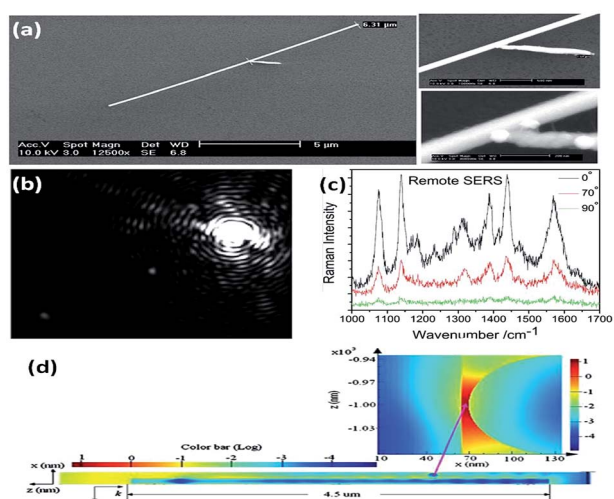 (a)
6.31 µm
Acc.V Spot Magn Det WD
10.0 kV 3.0 12500x SE 6.8
5 µm
(b)
(c)
Remote SERS
0°
70°
90°
Raman Intensity
1000 1100 1200 1300 1400 1500 1600 1700
Wavenumber /cm-1
(d)
x10³
-0.94
-0.97
-1.00
-1.03
z (nm)
10 40 70 100 130
x (nm)
1
0
-1
-2
-3
-4
Color bar (Log)
1 0 -1 -2 -4
x (nm)
z (nm)
k
4.5 um